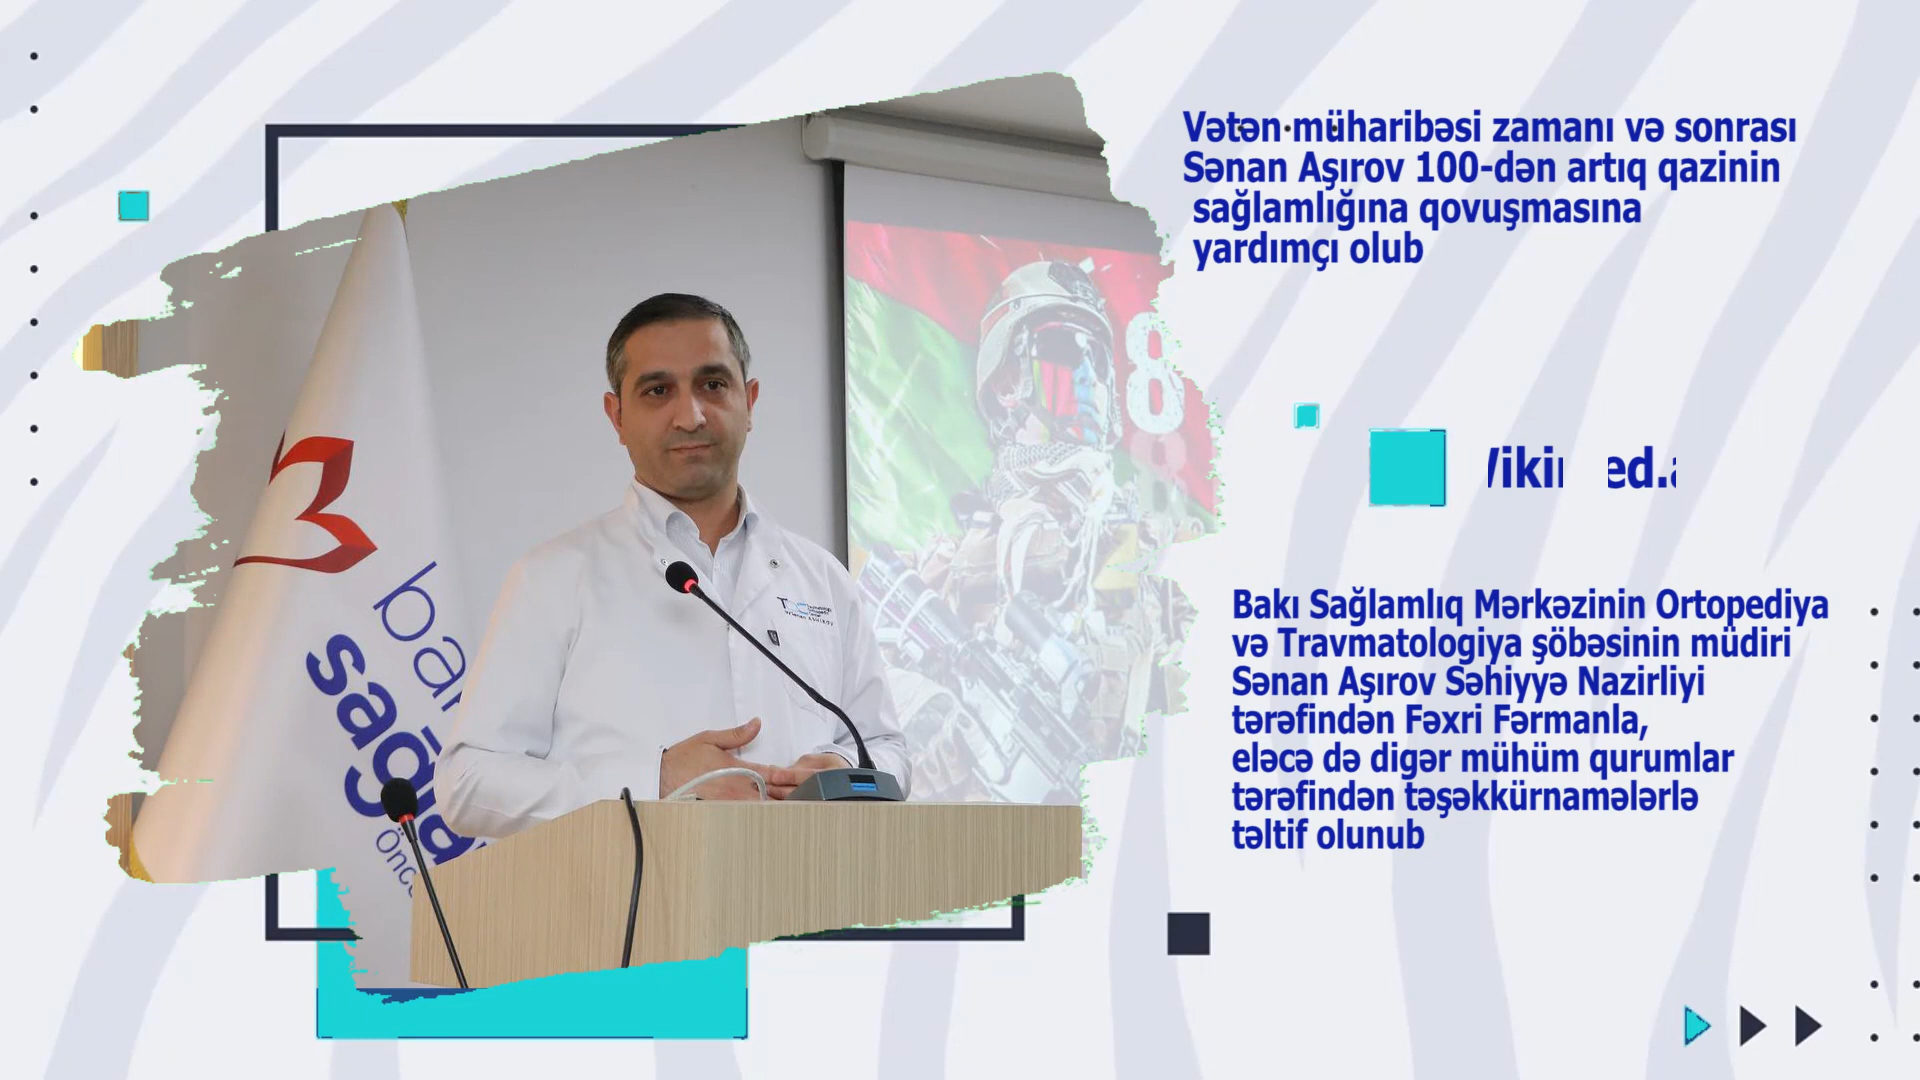 Vətən müharibəsi zamanı və sonrası
Sənan Aşırov 100-dən artıq qazinin
sağlamlığına qovuşmasına
yardımçı olub
8
Bakı Sağlamlıq Mərkəzinin Ortopediya
və Travmatologiya şöbəsinin müdiri
Sənan Aşırov Səhiyyə Nazirliyi
tərəfindən Fəxri Fərmanla,
eləcə də digər mühüm qurumlar
tərəfindən təşəkkürnamələrlə
təltif olunub